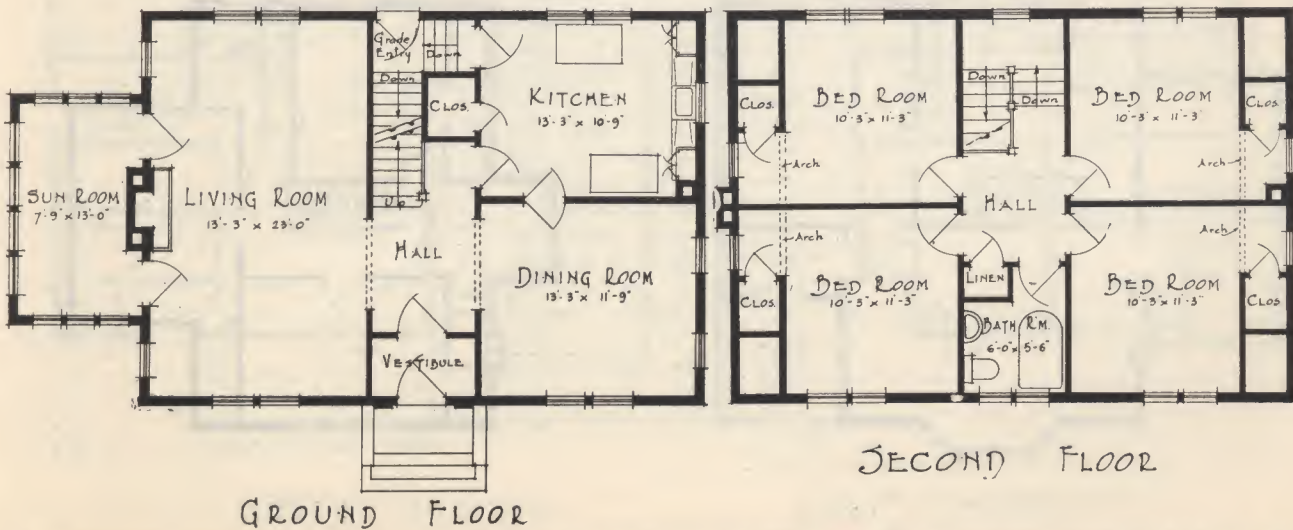 Grade
Entry
Down
Down
CLOS.
KITCHEN
13'-3" x 10'-9"
SUN ROOM
7'-9" x 13'-0"
LIVING ROOM
13'-3" x 23'-0"
Up
HALL
DINING ROOM
13'-3" x 11'-9"
VESTIBULE
GROUND FLOOR
CLOS.
BED ROOM
10'-3" x 11'-3"
Down
Down
BED ROOM
10'-3" x 11'-3"
CLOS.
Arch
Arch
HALL
Arch
Arch
CLOS.
BED ROOM
10'-3" x 11'-3"
LINEN
BED ROOM
10'-3" x 11'-3"
CLOS.
BATH R'M.
6'-0" x 5'-6"
SECOND FLOOR